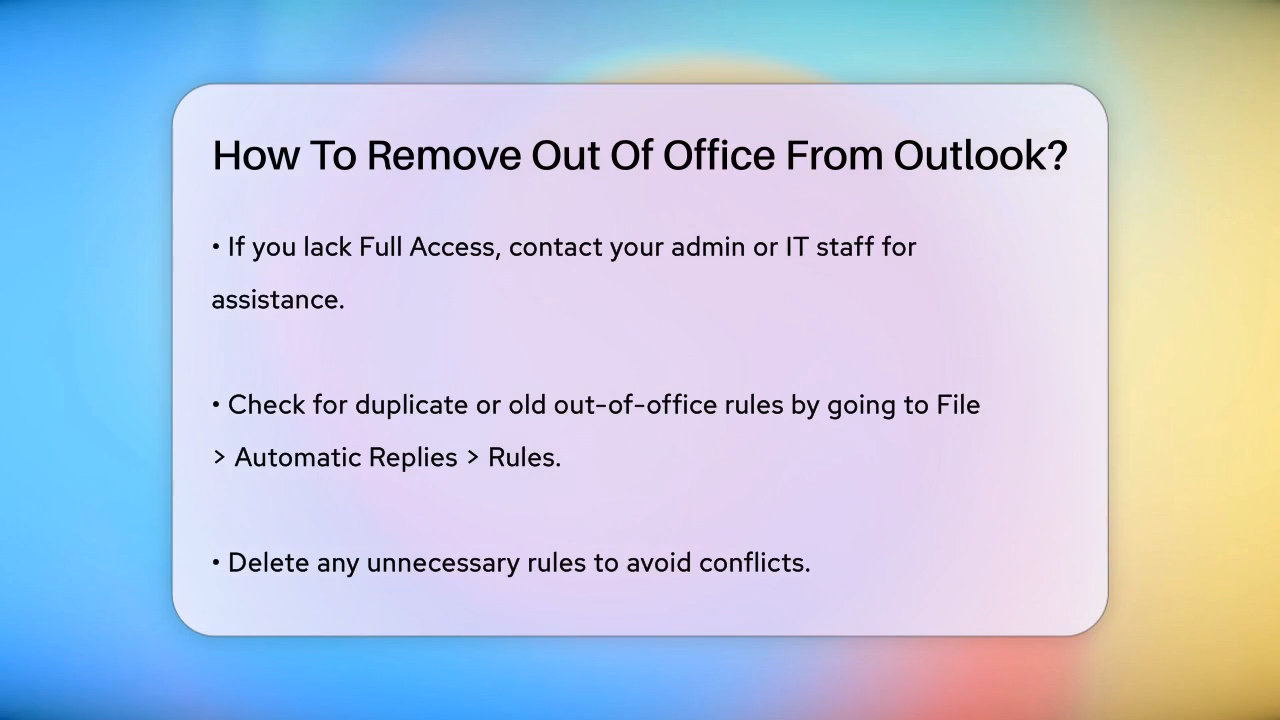 How To Remove Out Of Office From Outlook?
• If you lack Full Access, contact your admin or IT staff for
assistance.
• Check for duplicate or old out-of-office rules by going to File
> Automatic Replies > Rules.
• Delete any unnecessary rules to avoid conflicts.